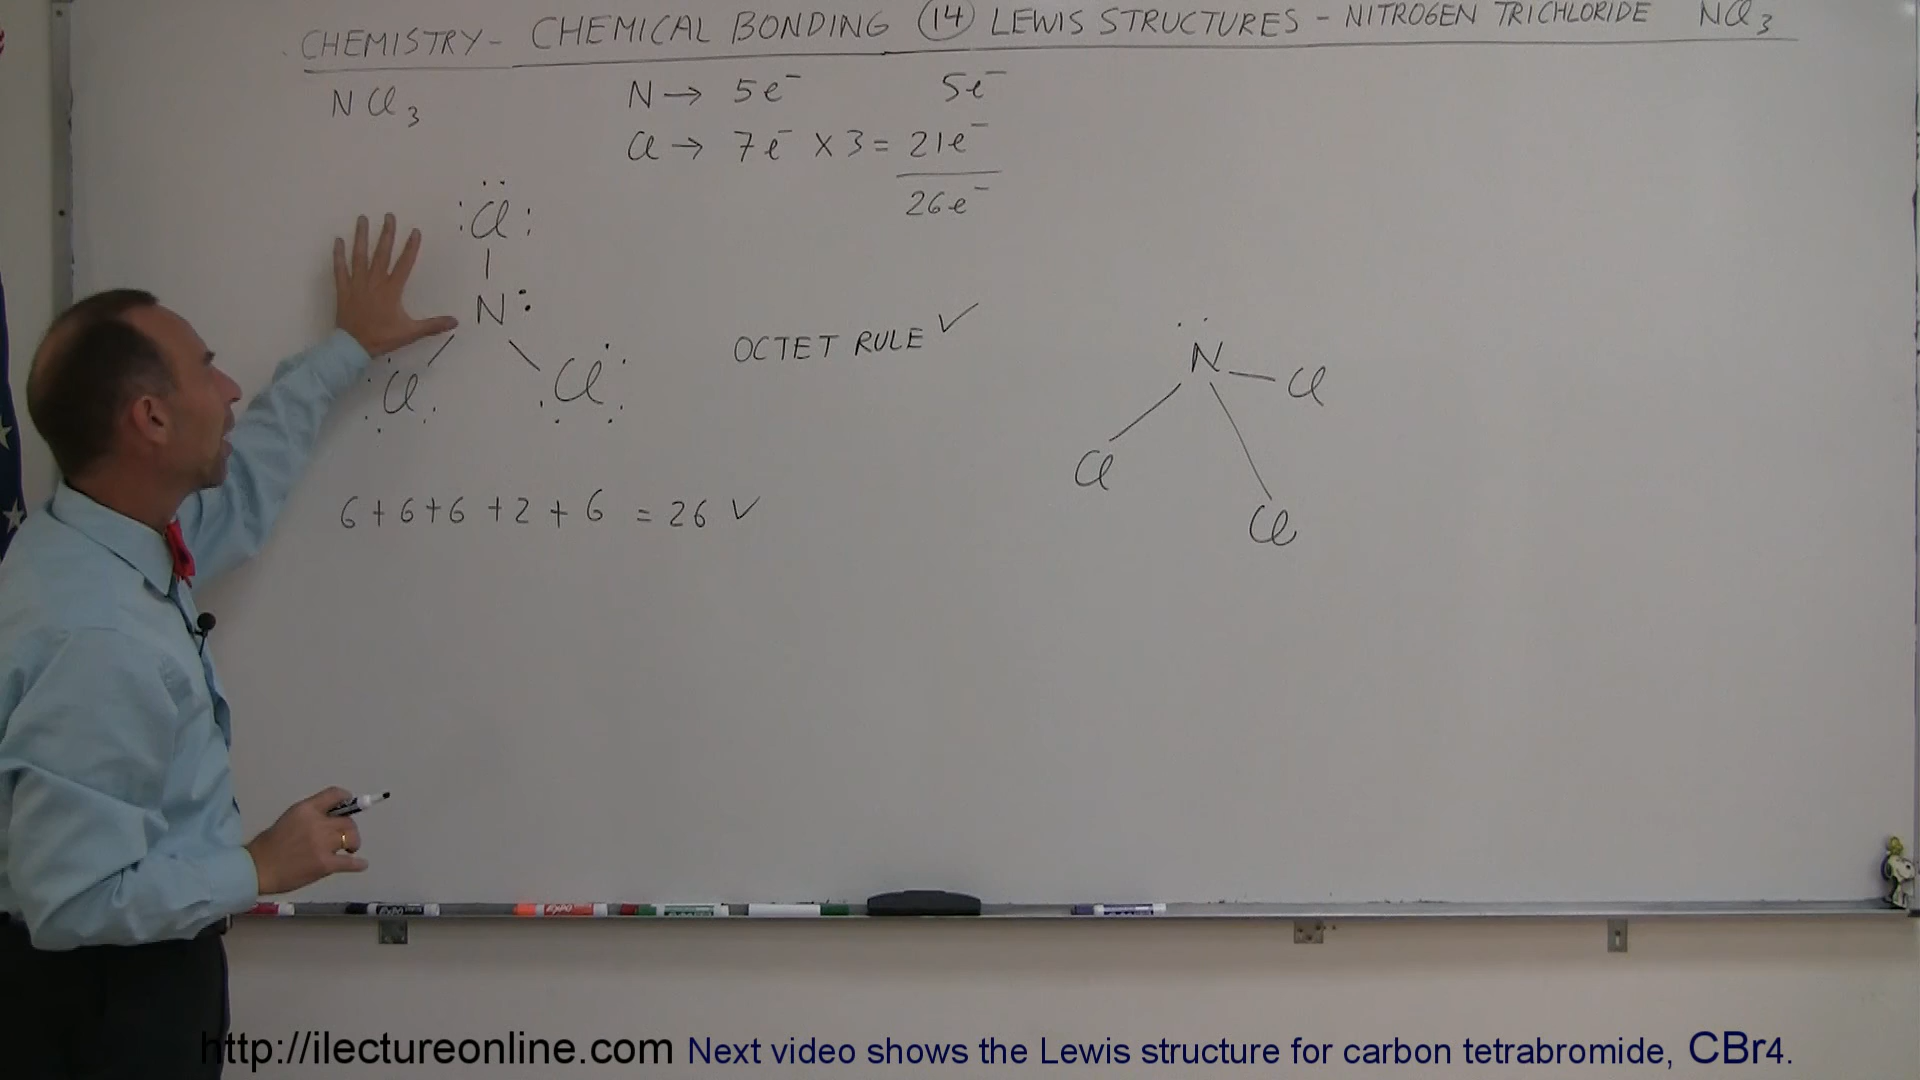 CHEMISTRY- CHEMICAL BONDING 14 LEWIS STRUCTURES - NITROGEN TRICHLORIDE NCl3
NCl3
N → 5e⁻ 5e⁻
Cl → 7e⁻ x 3 = 21e⁻
26e⁻
:Cl:
N:
Cl Cl
OCTET RULE ✓
N Cl
Cl
Cl
6 + 6 + 6 + 2 + 6 = 26 ✓
EXPO
http://ilectureonline.com Next video shows the Lewis structure for carbon tetrabromide, CBr4.